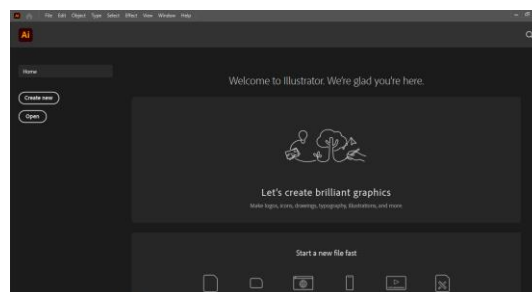 Ai File Edit Object Type Select Effect View Window Help
Ai
Home
Create new
Open
Welcome to Illustrator. We're glad you're here.
Let's create brilliant graphics
Make logos, icons, drawings, typography, illustrations, and more
Start a new file fast